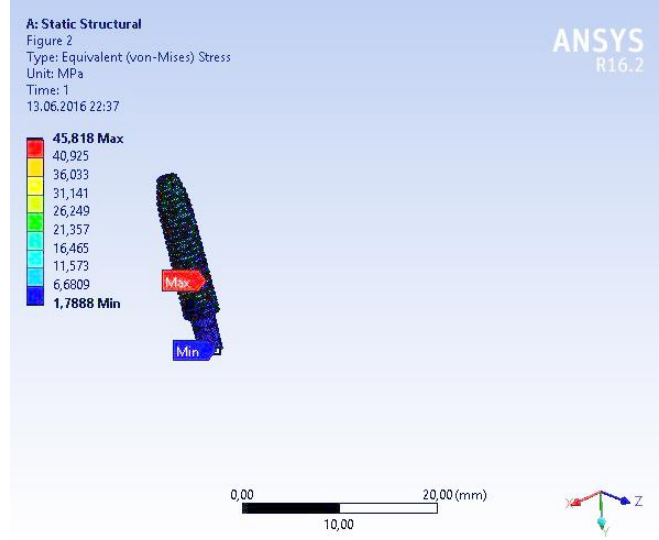 A: Static Structural
Figure 2
Type: Equivalent (von-Mises) Stress
Unit: MPa
Time: 1
13.06.2016 22:37
ANSYS
R16.2
45,818 Max
40,925
36,033
31,141
26,249
21,357
16,465
11,573
6,6809
1,7888 Min
Max
Min
0,00
20,00 (mm)
10,00
X
Y
Z